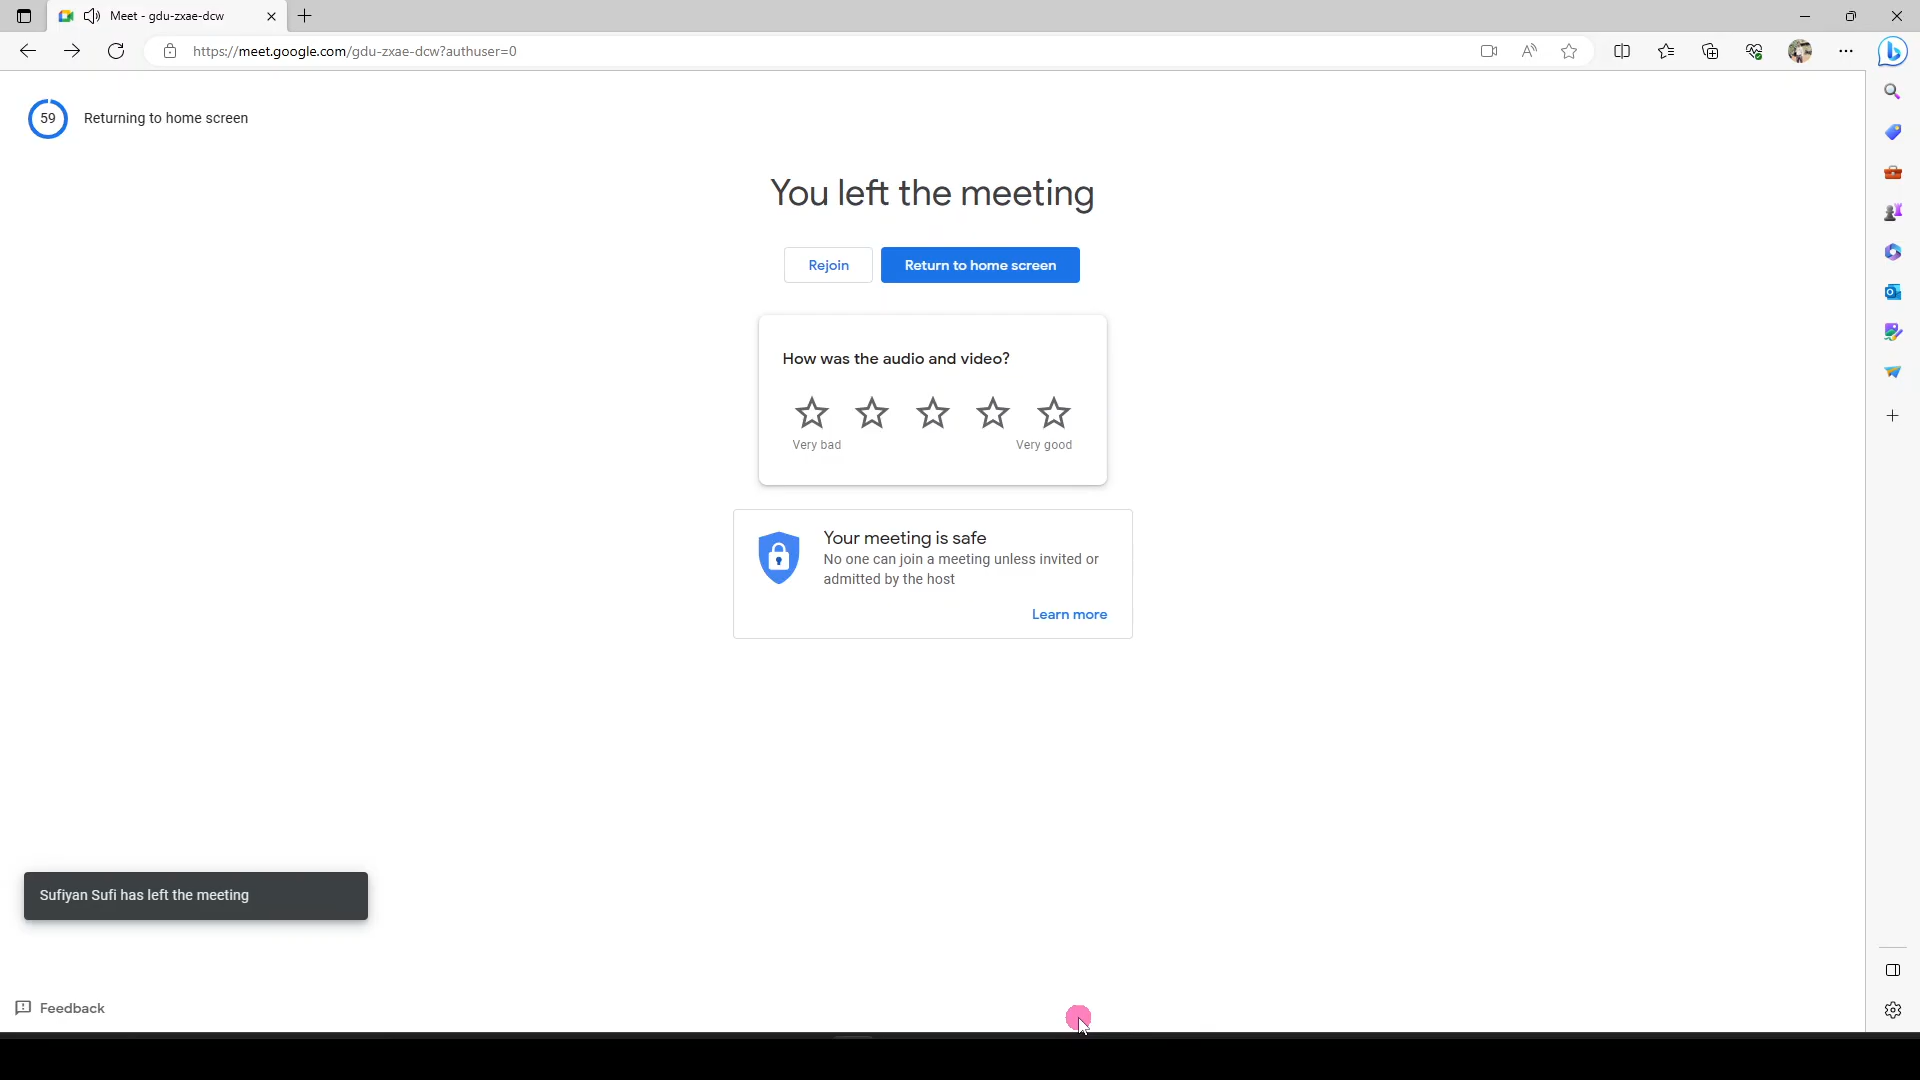 Meet - gdu-zxae-dcw
https://meet.google.com/gdu-zxae-dcw?authuser=0
59 Returning to home screen
You left the meeting
Rejoin Return to home screen
How was the audio and video?
Very bad Very good
Your meeting is safe
No one can join a meeting unless invited or
admitted by the host
Learn more
Sufiyan Sufi has left the meeting
Feedback